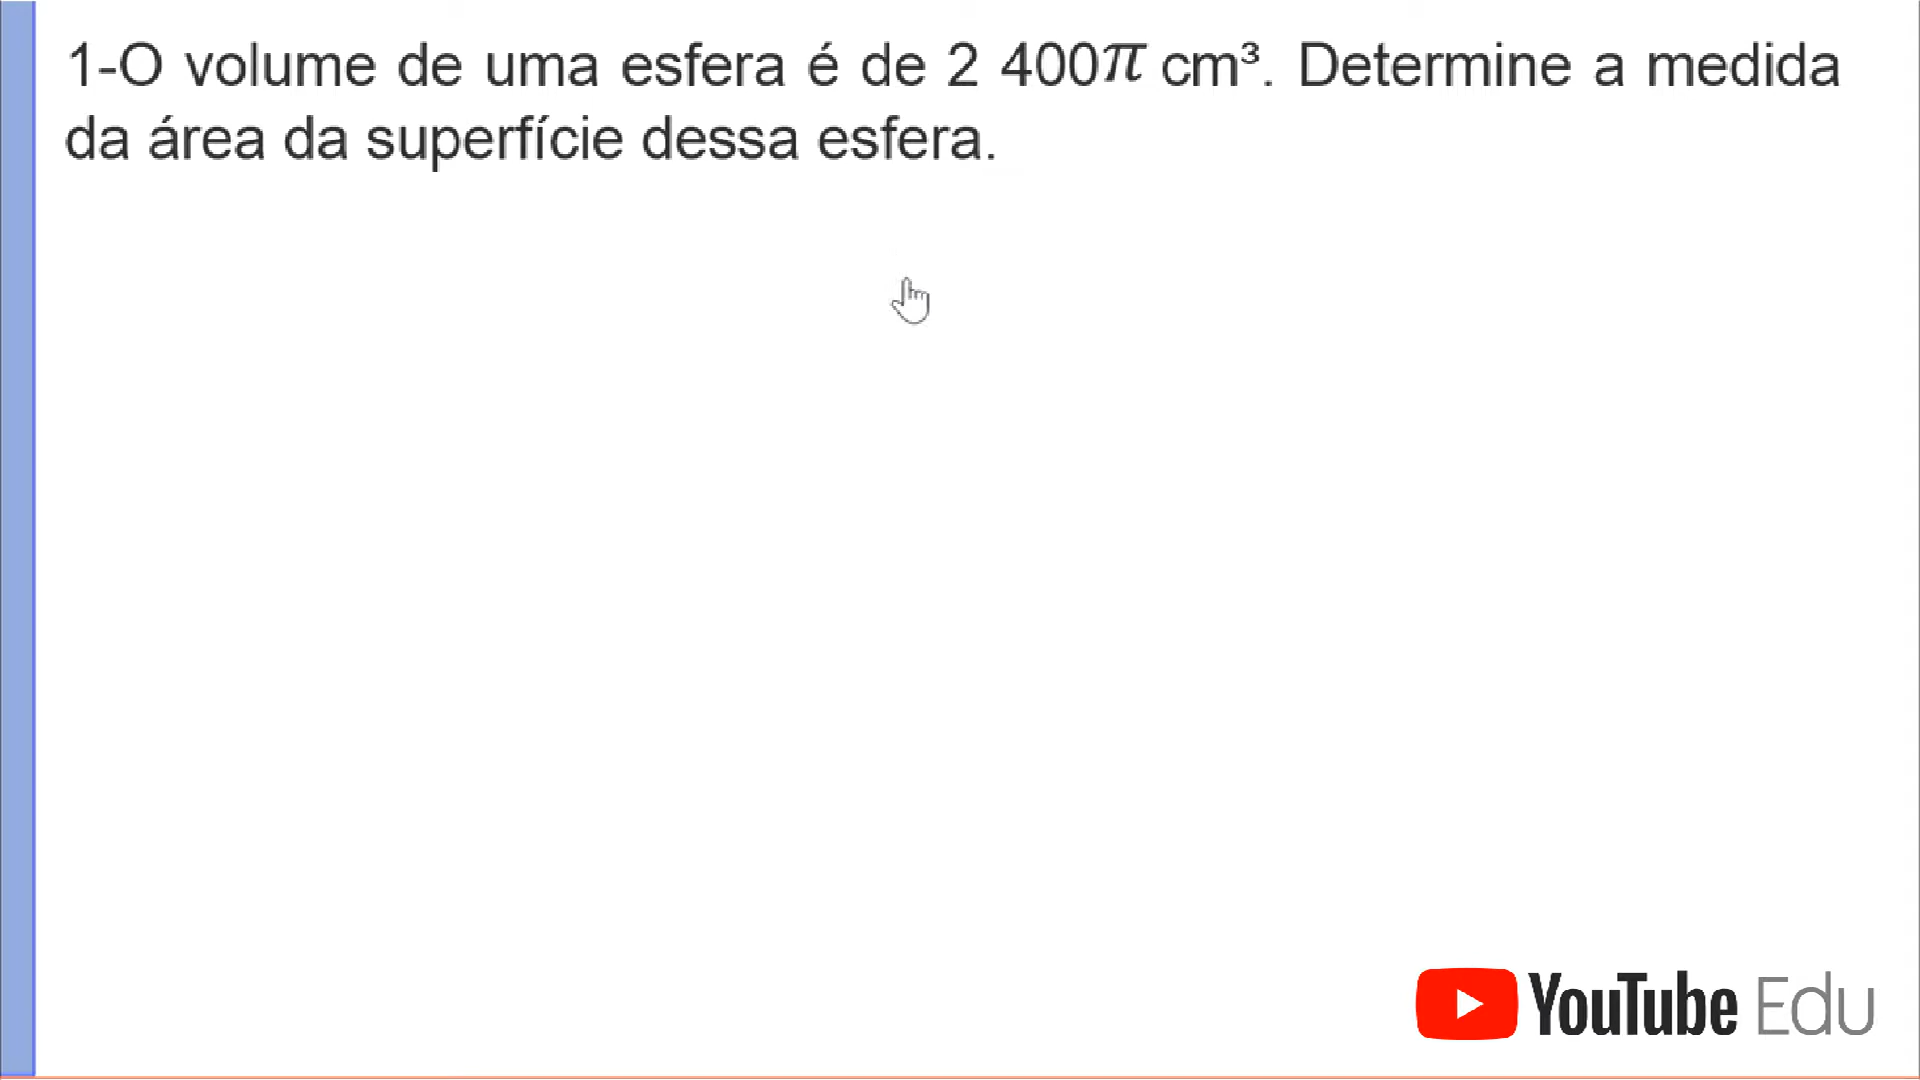 1-O volume de uma esfera é de 2 400π cm³. Determine a medida
da área da superfície dessa esfera.
YouTube Edu